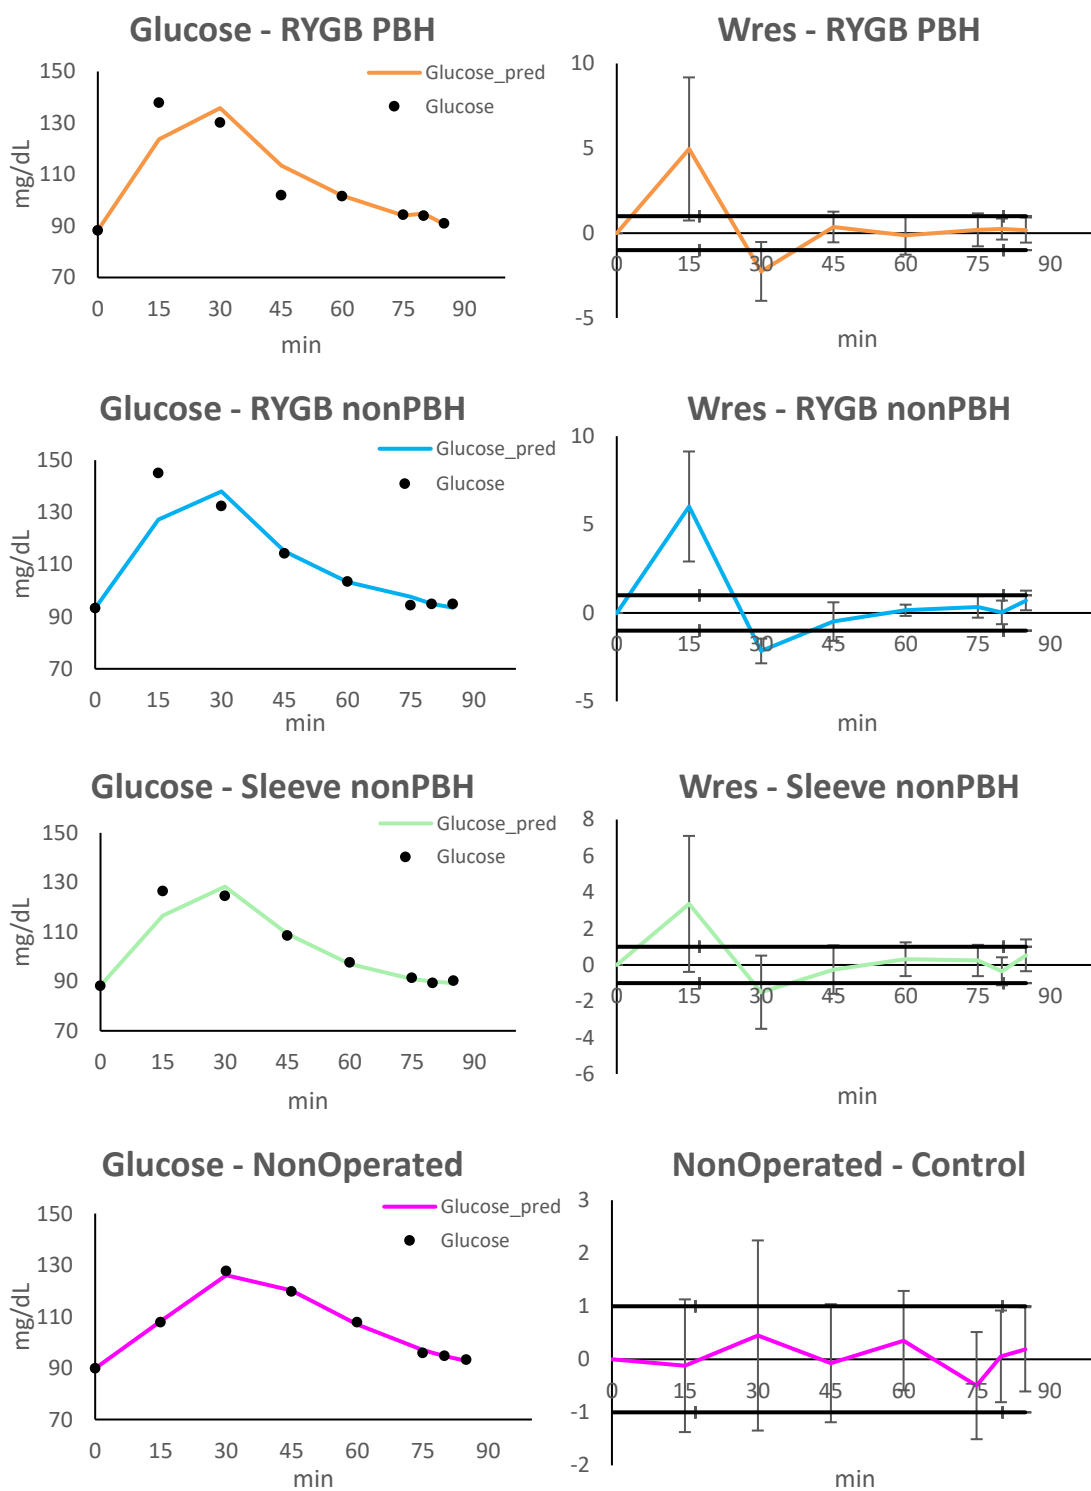 Glucose - RYGB PBH
Glucose_pred
Glucose
mg/dL
150
130
110
90
70
0 15 30 45 60 75 90
min
Wres - RYGB PBH
10
5
0
-5
0 15 30 45 60 75 90
min
Glucose - RYGB nonPBH
Glucose_pred
Glucose
mg/dL
150
130
110
90
70
0 15 30 45 60 75 90
min
Wres - RYGB nonPBH
10
5
0
-5
0 15 30 45 60 75 90
min
Glucose - Sleeve nonPBH
Glucose_pred
Glucose
mg/dL
150
130
110
90
70
0 15 30 45 60 75 90
min
Wres - Sleeve nonPBH
8
6
4
2
0
-2
-4
-6
0 15 30 45 60 75 90
min
Glucose - NonOperated
Glucose_pred
Glucose
mg/dL
150
130
110
90
70
0 15 30 45 60 75 90
min
NonOperated - Control
3
2
1
0
-1
-2
0 15 30 45 60 75 90
min